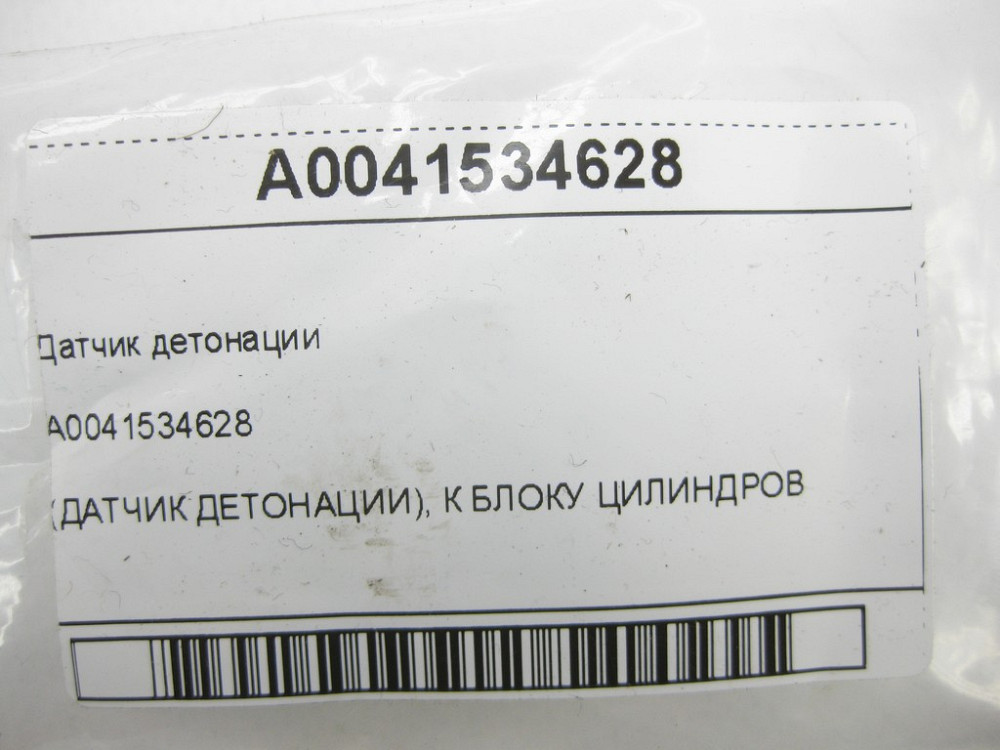 A0041534628
Датчик детонации
A0041534628
(ДАТЧИК ДЕТОНАЦИИ), К БЛОКУ ЦИЛИНДРОВ